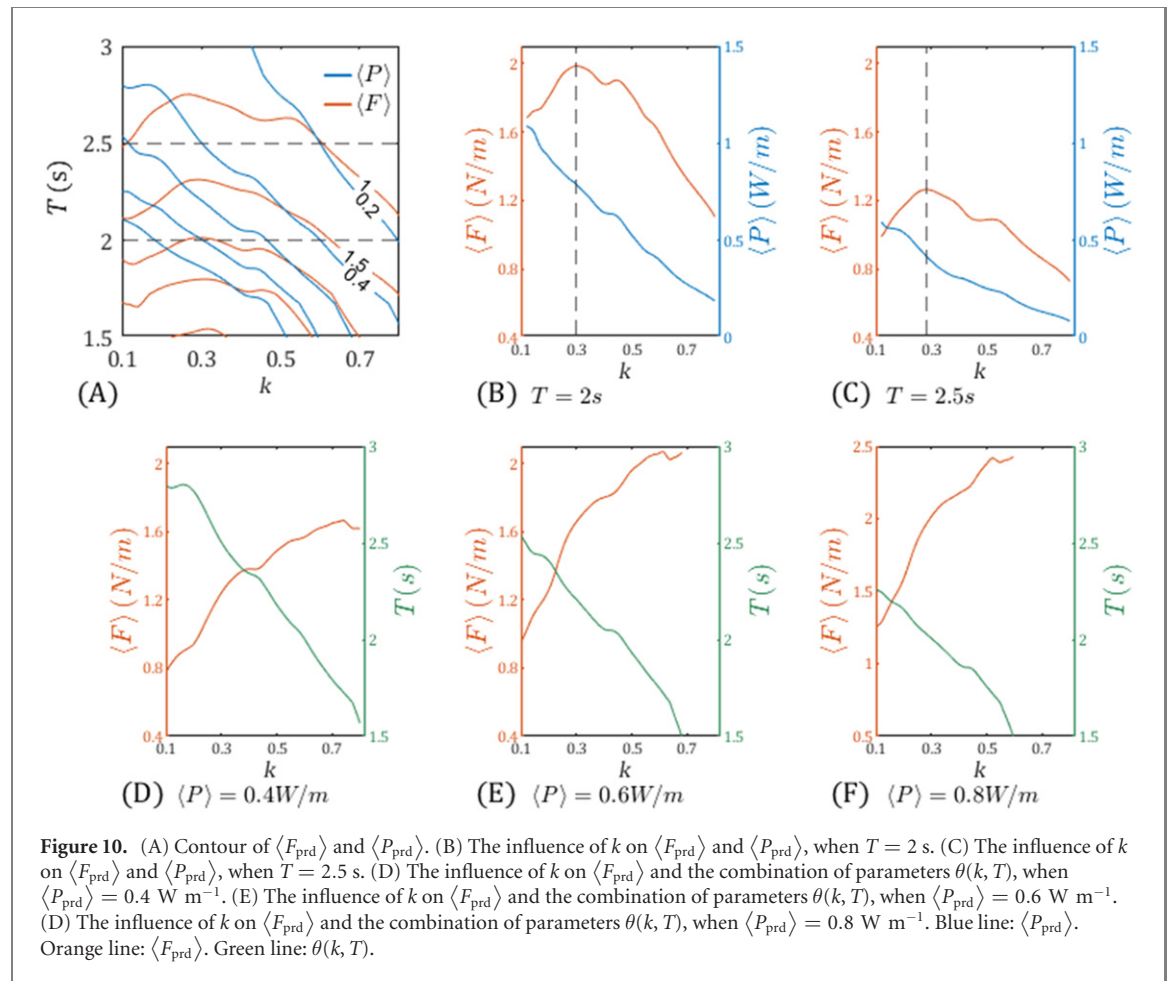 3
2.5
2
1.5
T (s)
⟨P⟩
⟨F⟩
1
0.2
1.5
0.4
0.1 0.3 0.5 0.7
k
(A)
2
1.6
1.2
0.8
0.4
⟨F⟩ (N/m)
1.5
1
0.5
0
⟨P⟩ (W/m)
0.1 0.3 0.5 0.7
k
(B) T = 2s
2
1.6
1.2
0.8
0.4
⟨F⟩ (N/m)
1.5
1
0.5
0
⟨P⟩ (W/m)
0.1 0.3 0.5 0.7
k
(C) T = 2.5s
2
1.6
1.2
0.8
0.4
⟨F⟩ (N/m)
3
2.5
2
1.5
T(s)
0.1 0.3 0.5 0.7
k
(D) ⟨P⟩ = 0.4W/m
2
1.6
1.2
0.8
0.4
⟨F⟩ (N/m)
3
2.5
2
1.5
T(s)
0.1 0.3 0.5 0.7
k
(E) ⟨P⟩ = 0.6W/m
2.5
2
1.5
1
0.5
⟨F⟩ (N/m)
3
2.5
2
1.5
T(s)
0.1 0.3 0.5 0.7
k
(F) ⟨P⟩ = 0.8W/m
Figure 10. (A) Contour of ⟨F_prd⟩ and ⟨P_prd⟩. (B) The influence of k on ⟨F_prd⟩ and ⟨P_prd⟩, when T = 2 s. (C) The influence of k
on ⟨F_prd⟩ and ⟨P_prd⟩, when T = 2.5 s. (D) The influence of k on ⟨F_prd⟩ and the combination of parameters θ(k, T), when
⟨P_prd⟩ = 0.4 W m⁻¹. (E) The influence of k on ⟨F_prd⟩ and the combination of parameters θ(k, T), when ⟨P_prd⟩ = 0.6 W m⁻¹.
(D) The influence of k on ⟨F_prd⟩ and the combination of parameters θ(k, T), when ⟨P_prd⟩ = 0.8 W m⁻¹. Blue line: ⟨P_prd⟩.
Orange line: ⟨F_prd⟩. Green line: θ(k, T).